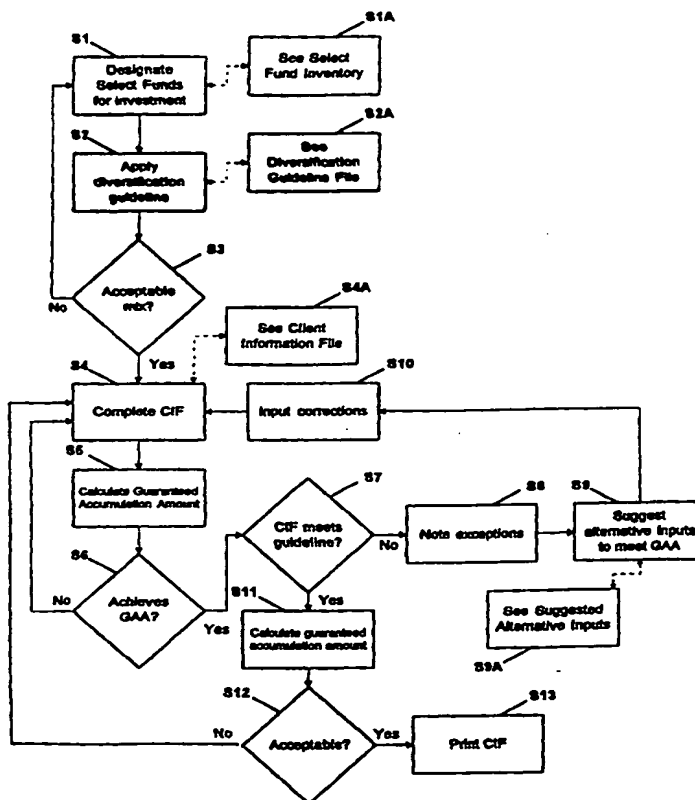 S1
Designate
Select Funds
for investment
S1A
See Select
Fund Inventory
S2
Apply
diversification
guideline
S2A
See
Diversification
Guideline File
S3
Acceptable
mix?
No
Yes
S4A
See Client
Information File
S4
Complete CIF
S10
Input corrections
S5
Calculate Guaranteed
Accumulation Amount
S6
Achieves
GAA?
No
Yes
S7
CIF meets
guideline?
No
Yes
S8
Note exceptions
S9
Suggest
alternative inputs
to meet GAA
See Suggested
Alternative Inputs
S9A
S11
Calculate guaranteed
accumulation amount
S12
Acceptable?
No
Yes
S13
Print CIF